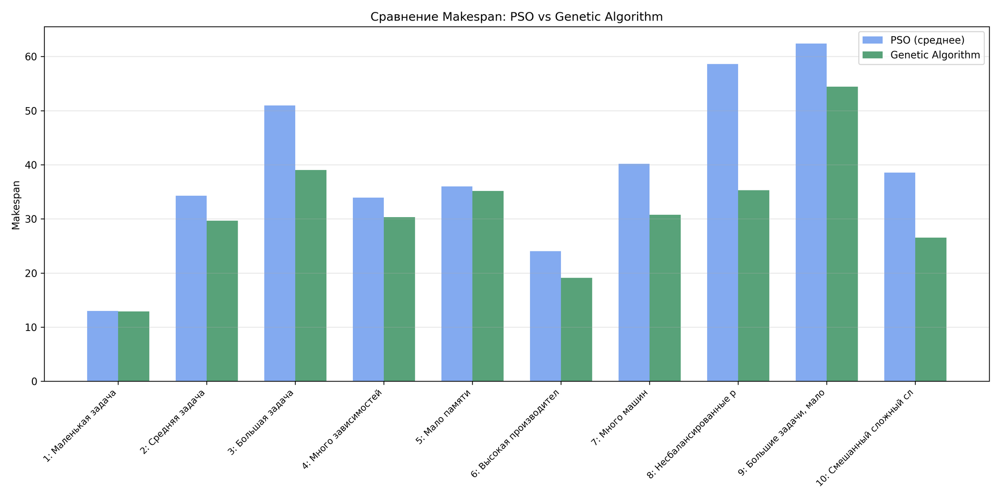 Сравнение Makespan: PSO vs Genetic Algorithm
PSO (среднее)
Genetic Algorithm
Makespan
60
50
40
30
20
10
0
1: Маленькая задача
2: Средняя задача
3: Большая задача
4: Много зависимостей
5: Мало памяти
6: Высокая производител
7: Много машин
8: Несбалансированные р
9: Большие задачи, мало
10: Смешанный сложный сл